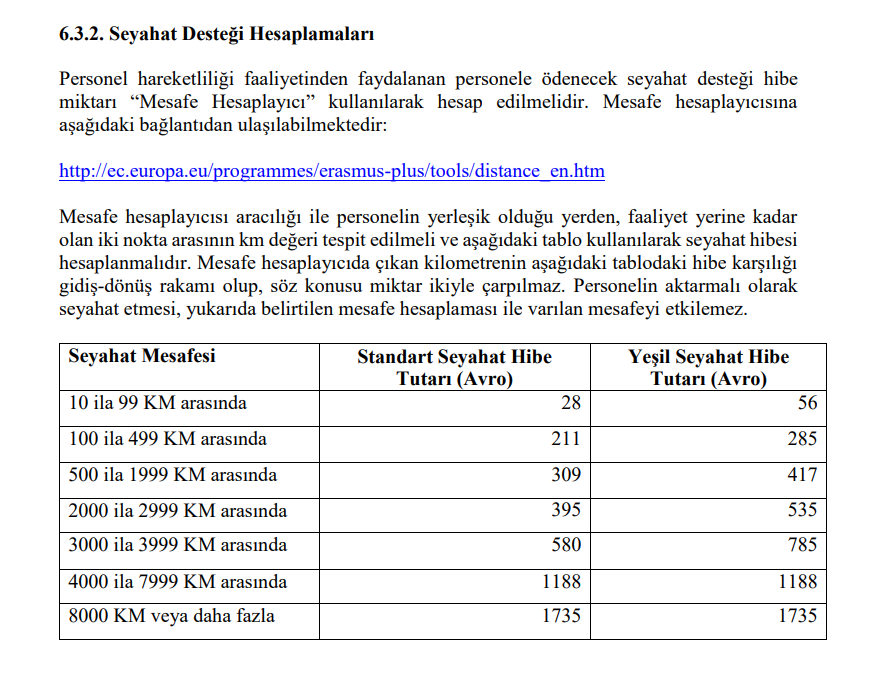 6.3.2. Seyahat Desteği Hesaplamaları
Personel hareketliliği faaliyetinden faydalanan personele ödenecek seyahat desteği hibe
miktarı “Mesafe Hesaplayıcı” kullanılarak hesap edilmelidir. Mesafe hesaplayıcısına
aşağıdaki bağlantıdan ulaşılabilmektedir:
http://ec.europa.eu/programmes/erasmus-plus/tools/distance_en.htm
Mesafe hesaplayıcısı aracılığı ile personelin yerleşik olduğu yerden, faaliyet yerine kadar
olan iki nokta arasının km değeri tespit edilmeli ve aşağıdaki tablo kullanılarak seyahat hibesi
hesaplanmalıdır. Mesafe hesaplayıcıda çıkan kilometrenin aşağıdaki tablodaki hibe karşılığı
gidiş-dönüş rakamı olup, söz konusu miktar ikiyle çarpılmaz. Personelin aktarmalı olarak
seyahat etmesi, yukarıda belirtilen mesafe hesaplaması ile varılan mesafeyi etkilemez.
Seyahat Mesafesi Standart Seyahat Hibe Yeşil Seyahat Hibe
Tutarı (Avro) Tutarı (Avro)
10 ila 99 KM arasında 28 56
100 ila 499 KM arasında 211 285
500 ila 1999 KM arasında 309 417
2000 ila 2999 KM arasında 395 535
3000 ila 3999 KM arasında 580 785
4000 ila 7999 KM arasında 1188 1188
8000 KM veya daha fazla 1735 1735